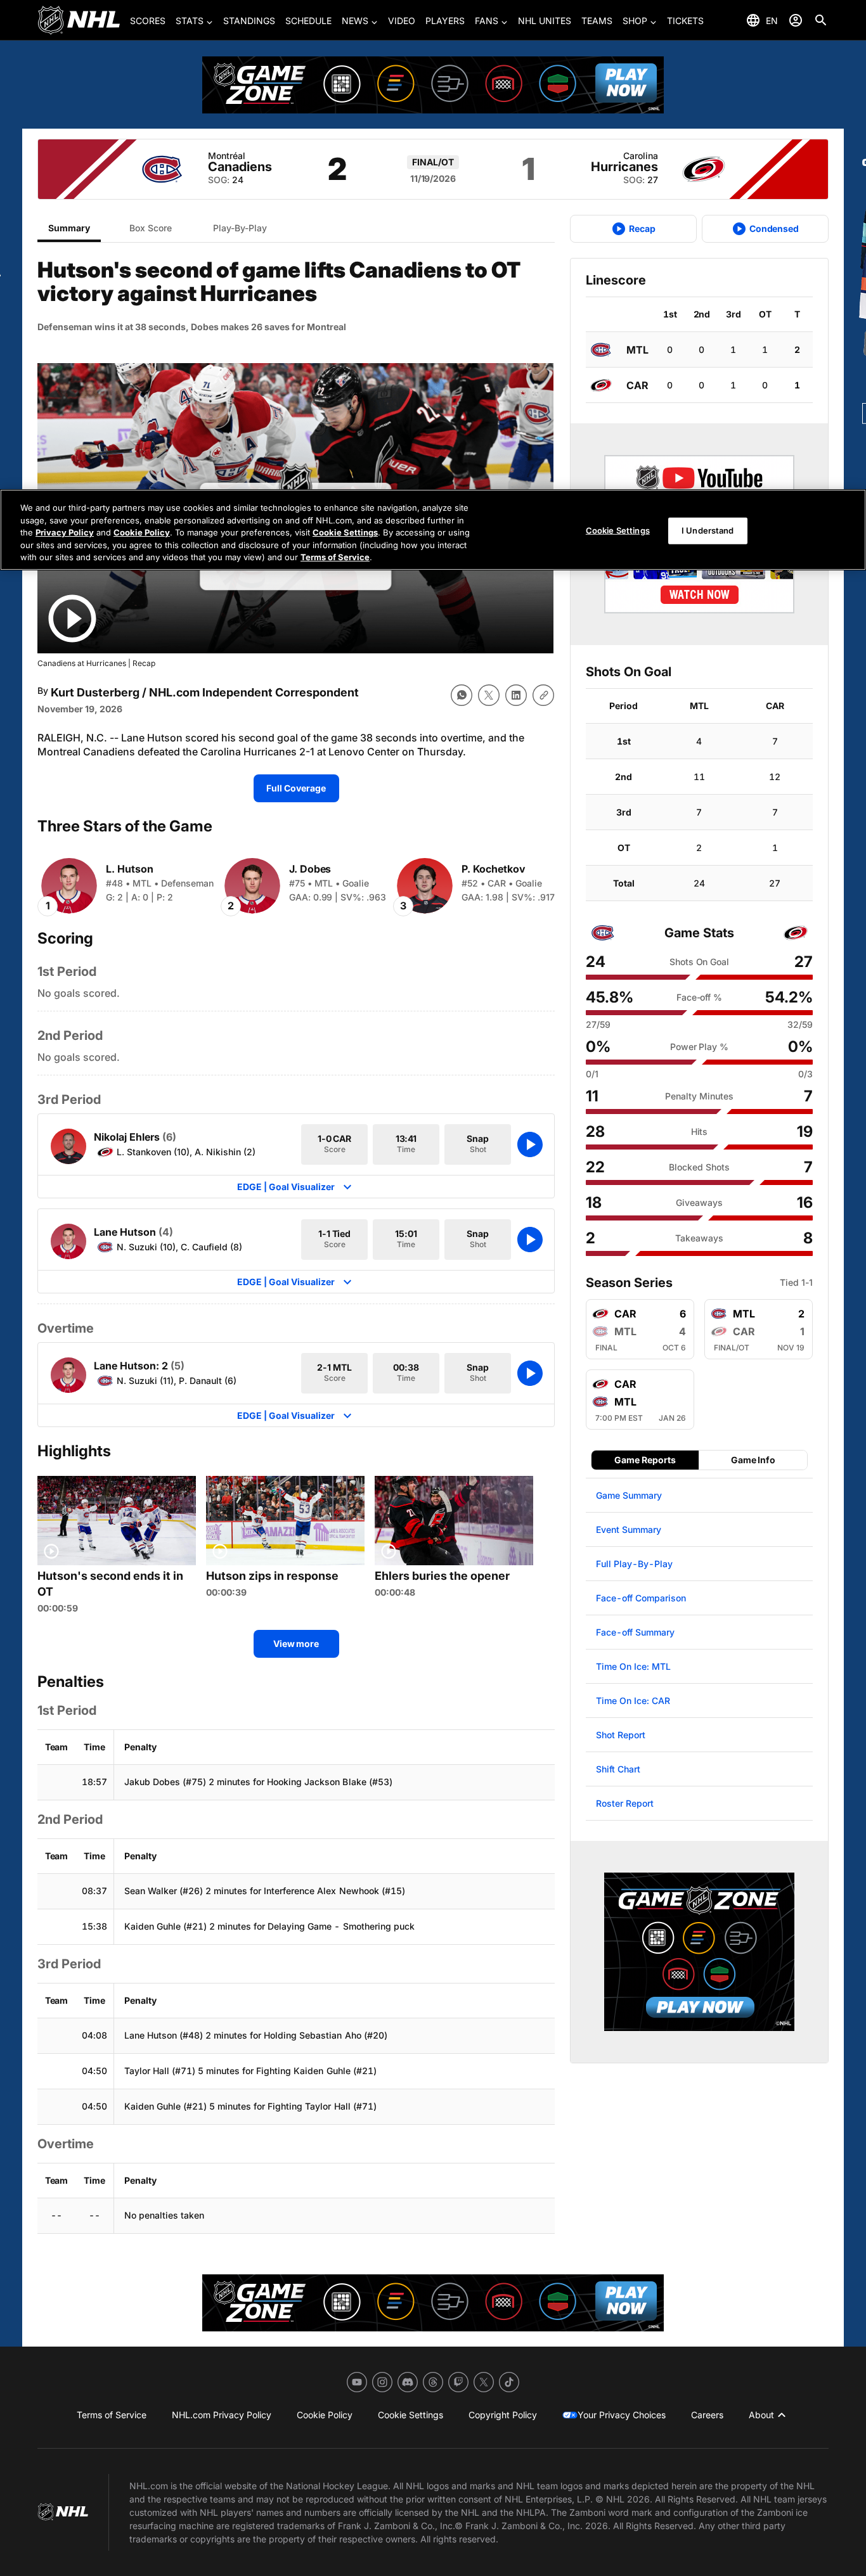 NHL SCORES STATS STANDINGS SCHEDULE NEWS VIDEO PLAYERS FANS NHL UNITES TEAMS SHOP TICKETS EN
NHL GAME ZONE PLAY NOW
©NHL
Montréal
Canadiens
SOG: 24
2
FINAL/OT
11/19/2026
1
Carolina
Hurricanes
SOG: 27
Summary Box Score Play-By-Play
Recap Condensed
Hutson's second of game lifts Canadiens to OT
victory against Hurricanes
Defenseman wins it at 38 seconds, Dobes makes 26 saves for Montreal
We and our third-party partners may use cookies and similar technologies to enhance site navigation, analyze site
usage, save your preferences, enable personalized advertising on and off NHL.com, and as described in further
in the Privacy Policy and Cookie Policy. To manage your preferences, visit Cookie Settings. By accessing or using
our sites and services, you agree to this collection and disclosure of your information (including how you interact
with our sites and services and any videos that you may view) and our Terms of Service.
Cookie Settings
I Understand
Canadiens at Hurricanes | Recap
By Kurt Dusterberg / NHL.com Independent Correspondent
November 19, 2026
RALEIGH, N.C. -- Lane Hutson scored his second goal of the game 38 seconds into overtime, and the
Montreal Canadiens defeated the Carolina Hurricanes 2-1 at Lenovo Center on Thursday.
Full Coverage
Three Stars of the Game
1
L. Hutson
#48 • MTL • Defenseman
G: 2 | A: 0 | P: 2
2
J. Dobes
#75 • MTL • Goalie
GAA: 0.99 | SV%: .963
3
P. Kochetkov
#52 • CAR • Goalie
GAA: 1.98 | SV%: .917
Scoring
1st Period
No goals scored.
2nd Period
No goals scored.
3rd Period
Nikolaj Ehlers (6)
L. Stankoven (10), A. Nikishin (2)
1-0 CAR
Score
13:41
Time
Snap
Shot
EDGE | Goal Visualizer
Lane Hutson (4)
N. Suzuki (10), C. Caufield (8)
1-1 Tied
Score
15:01
Time
Snap
Shot
EDGE | Goal Visualizer
Overtime
Lane Hutson: 2 (5)
N. Suzuki (11), P. Danault (6)
2-1 MTL
Score
00:38
Time
Snap
Shot
EDGE | Goal Visualizer
Highlights
Hutson's second ends it in
OT
00:00:59
Hutson zips in response
00:00:39
Ehlers buries the opener
00:00:48
View more
Penalties
1st Period
Team Time Penalty
18:57 Jakub Dobes (#75) 2 minutes for Hooking Jackson Blake (#53)
2nd Period
Team Time Penalty
08:37 Sean Walker (#26) 2 minutes for Interference Alex Newhook (#15)
15:38 Kaiden Guhle (#21) 2 minutes for Delaying Game - Smothering puck
3rd Period
Team Time Penalty
04:08 Lane Hutson (#48) 2 minutes for Holding Sebastian Aho (#20)
04:50 Taylor Hall (#71) 5 minutes for Fighting Kaiden Guhle (#21)
04:50 Kaiden Guhle (#21) 5 minutes for Fighting Taylor Hall (#71)
Overtime
Team Time Penalty
-- -- No penalties taken
Linescore
1st 2nd 3rd OT T
MTL 0 0 1 1 2
CAR 0 0 1 0 1
YouTube
WATCH NOW
Shots On Goal
Period MTL CAR
1st 4 7
2nd 11 12
3rd 7 7
OT 2 1
Total 24 27
Game Stats
24 Shots On Goal 27
45.8% Face-off % 54.2%
27/59 32/59
0% Power Play % 0%
0/1 0/3
11 Penalty Minutes 7
28 Hits 19
22 Blocked Shots 7
18 Giveaways 16
2 Takeaways 8
Season Series
Tied 1-1
CAR 6
MTL 4
FINAL OCT 6
MTL 2
CAR 1
FINAL/OT NOV 19
CAR
MTL
7:00 PM EST JAN 26
Game Reports Game Info
Game Summary
Event Summary
Full Play-By-Play
Face-off Comparison
Face-off Summary
Time On Ice: MTL
Time On Ice: CAR
Shot Report
Shift Chart
Roster Report
GAME ZONE
PLAY NOW
©NHL
NHL GAME ZONE PLAY NOW
©NHL
Terms of Service NHL.com Privacy Policy Cookie Policy Cookie Settings Copyright Policy Your Privacy Choices Careers About
NHL
NHL.com is the official website of the National Hockey League. All NHL logos and marks and NHL team logos and marks depicted herein are the property of the NHL
and the respective teams and may not be reproduced without the prior written consent of NHL Enterprises, L.P. © NHL 2026. All Rights Reserved. All NHL team jerseys
customized with NHL players' names and numbers are officially licensed by the NHL and the NHLPA. The Zamboni word mark and configuration of the Zamboni ice
resurfacing machine are registered trademarks of Frank J. Zamboni & Co., Inc.© Frank J. Zamboni & Co., Inc. 2026. All Rights Reserved. Any other third party
trademarks or copyrights are the property of their respective owners. All rights reserved.